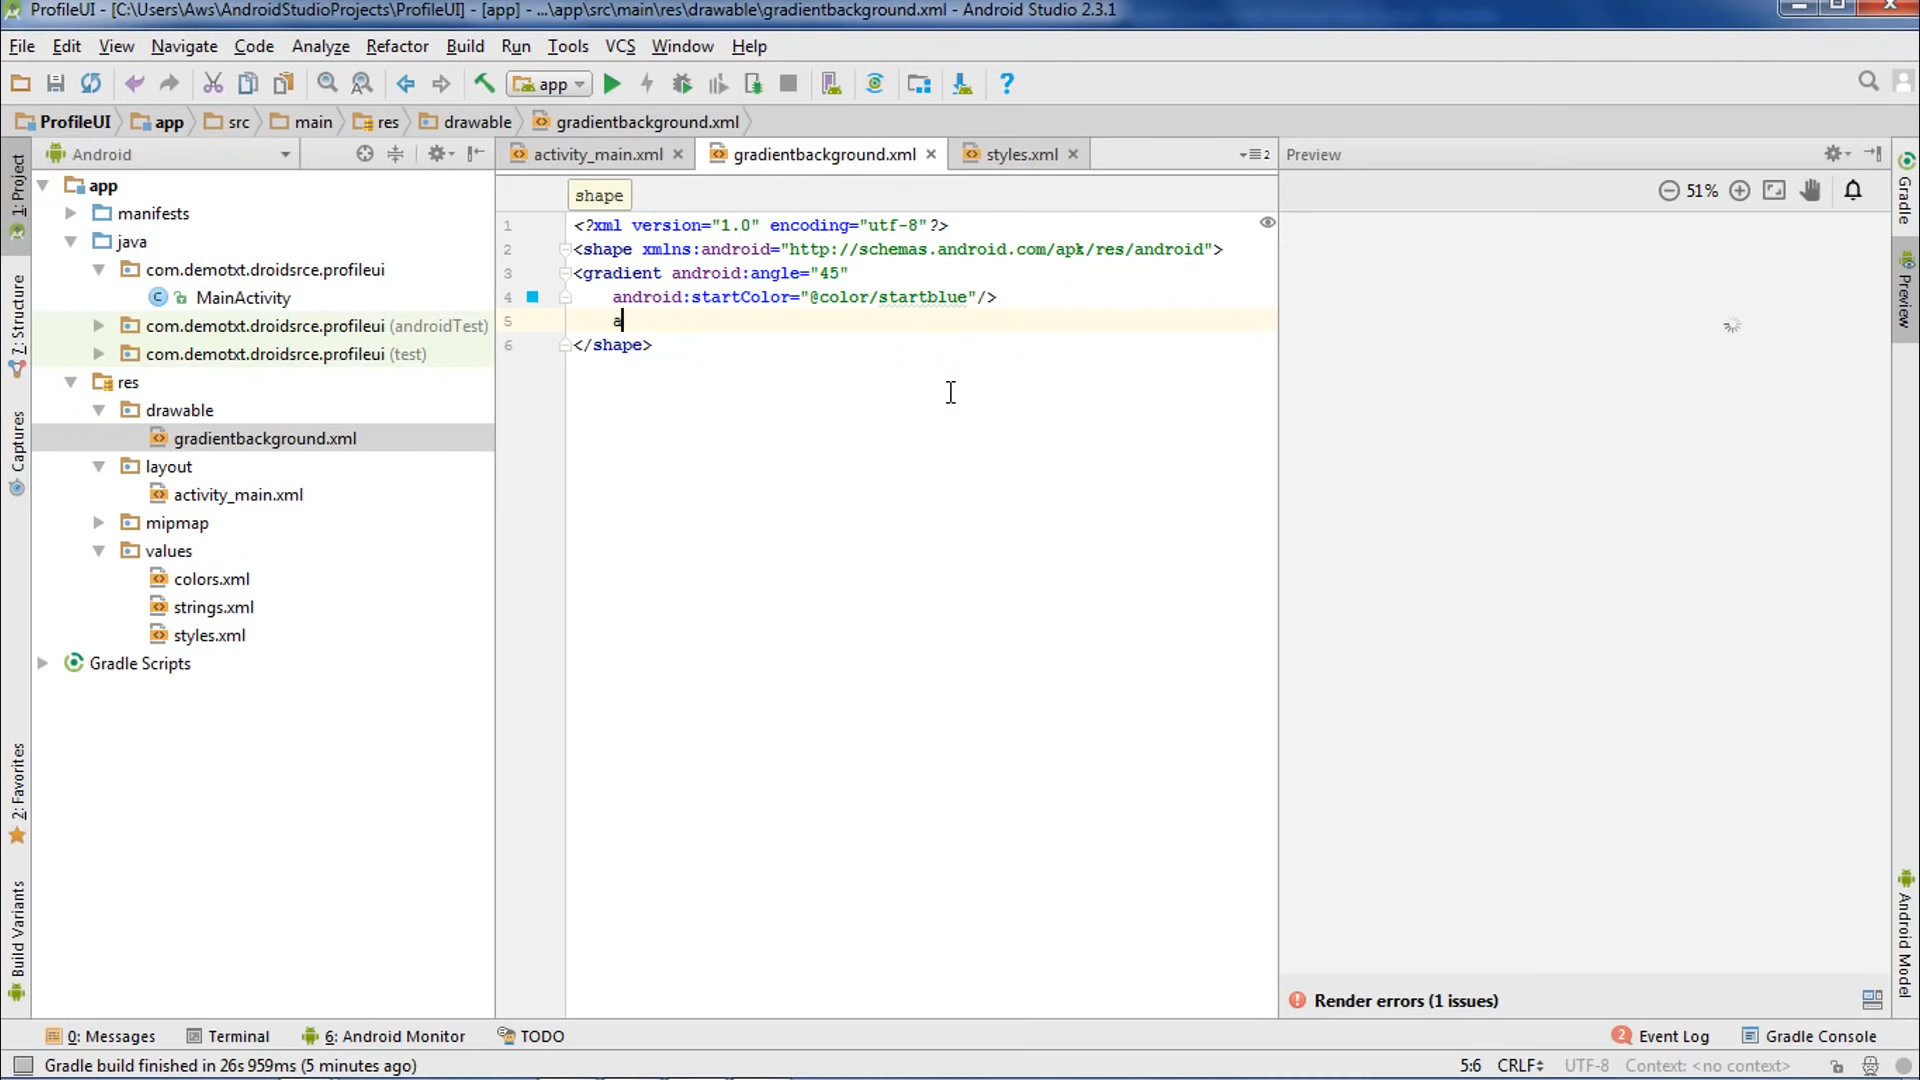 ProfileUI - [C:\Users\Aws\AndroidStudioProjects\ProfileUI] - [app] - ...\app\src\main\res\drawable\gradientbackground.xml - Android Studio 2.3.1
File Edit View Navigate Code Analyze Refactor Build Run Tools VCS Window Help
app
ProfileUI app src main res drawable gradientbackground.xml
Android
activity_main.xml gradientbackground.xml styles.xml 2
Preview
51%
shape
1 <?xml version="1.0" encoding="utf-8"?>
2 <shape xmlns:android="http://schemas.android.com/apk/res/android">
3 <gradient android:angle="45"
4 android:startColor="@color/startblue"/>
5 a
6 </shape>
app
manifests
java
com.demotxt.droidsrce.profileui
MainActivity
com.demotxt.droidsrce.profileui (androidTest)
com.demotxt.droidsrce.profileui (test)
res
drawable
gradientbackground.xml
layout
activity_main.xml
mipmap
values
colors.xml
strings.xml
styles.xml
Gradle Scripts
1: Project
7: Structure
Captures
2: Favorites
Build Variants
Gradle
Preview
Android Model
Render errors (1 issues)
0: Messages Terminal 6: Android Monitor TODO
2 Event Log Gradle Console
Gradle build finished in 26s 959ms (5 minutes ago)
5:6 CRLF UTF-8 Context: <no context>